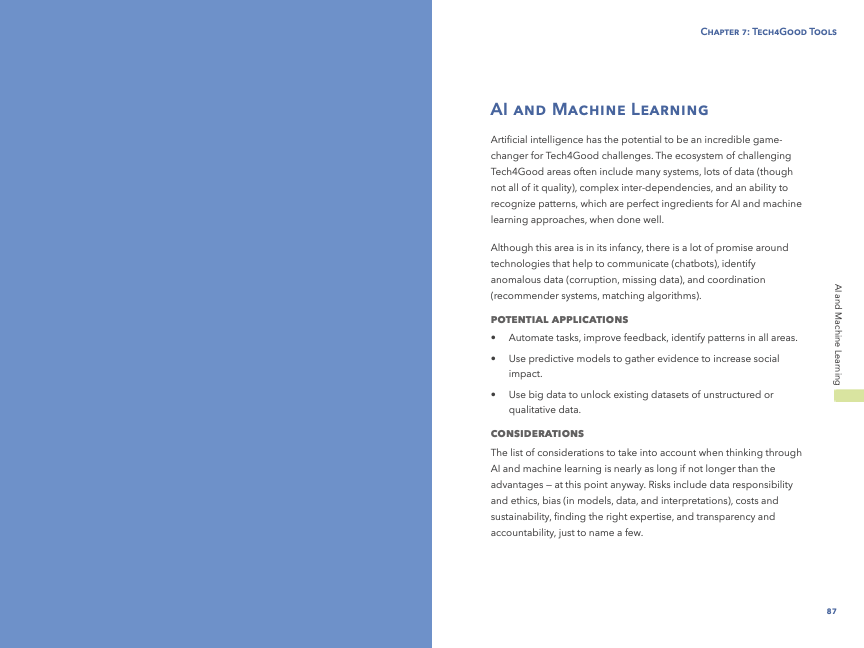 Chapter 7: Tech4Good Tools
AI and Machine Learning
Artificial intelligence has the potential to be an incredible game-
changer for Tech4Good challenges. The ecosystem of challenging
Tech4Good areas often include many systems, lots of data (though
not all of it quality), complex inter-dependencies, and an ability to
recognize patterns, which are perfect ingredients for AI and machine
learning approaches, when done well.
Although this area is in its infancy, there is a lot of promise around
technologies that help to communicate (chatbots), identify
anomalous data (corruption, missing data), and coordination
(recommender systems, matching algorithms).
POTENTIAL APPLICATIONS
• Automate tasks, improve feedback, identify patterns in all areas.
• Use predictive models to gather evidence to increase social
impact.
• Use big data to unlock existing datasets of unstructured or
qualitative data.
CONSIDERATIONS
The list of considerations to take into account when thinking through
AI and machine learning is nearly as long if not longer than the
advantages – at this point anyway. Risks include data responsibility
and ethics, bias (in models, data, and interpretations), costs and
sustainability, finding the right expertise, and transparency and
accountability, just to name a few.
AI and Machine Learning
87